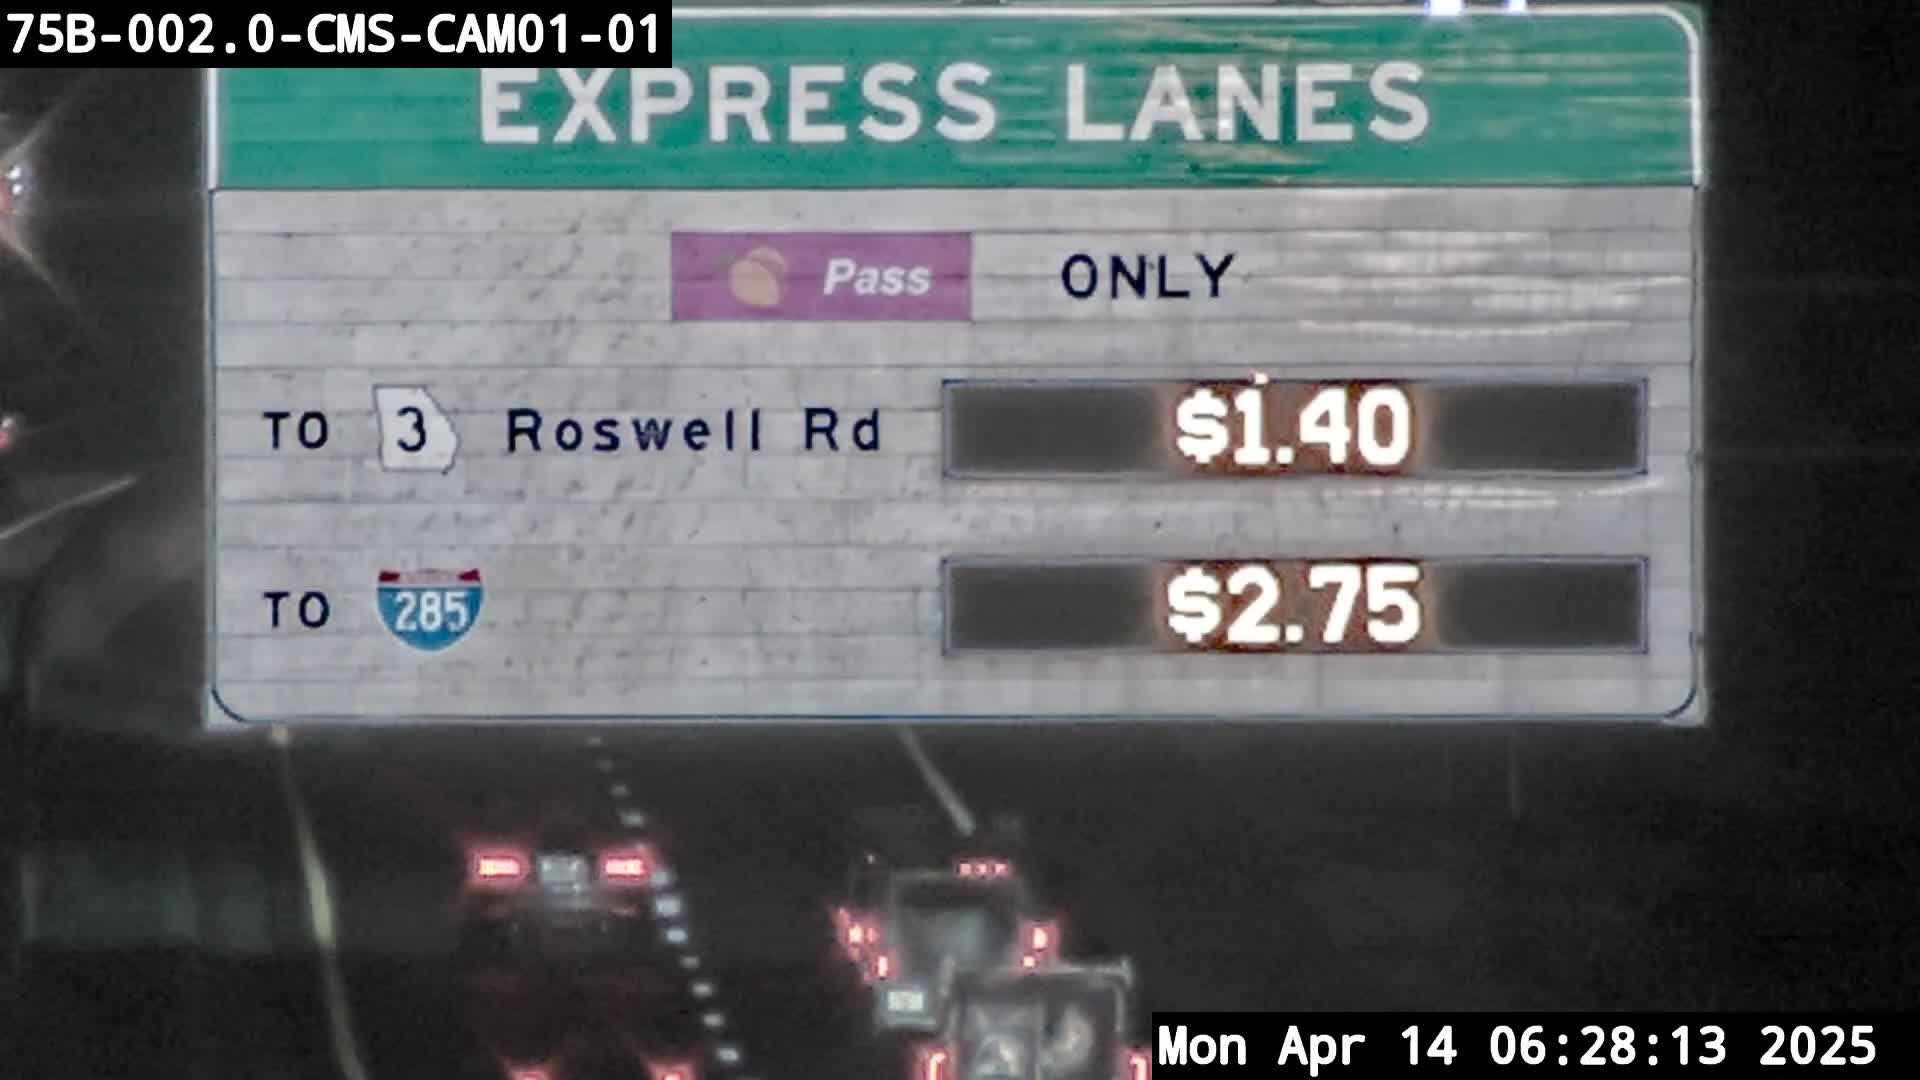 75B-002.0-CMS-CAM01-01
EXPRESS LANES
Pass ONLY
TO 3 Roswell Rd $1.40
TO 285 $2.75
Mon Apr 14 06:28:13 2025